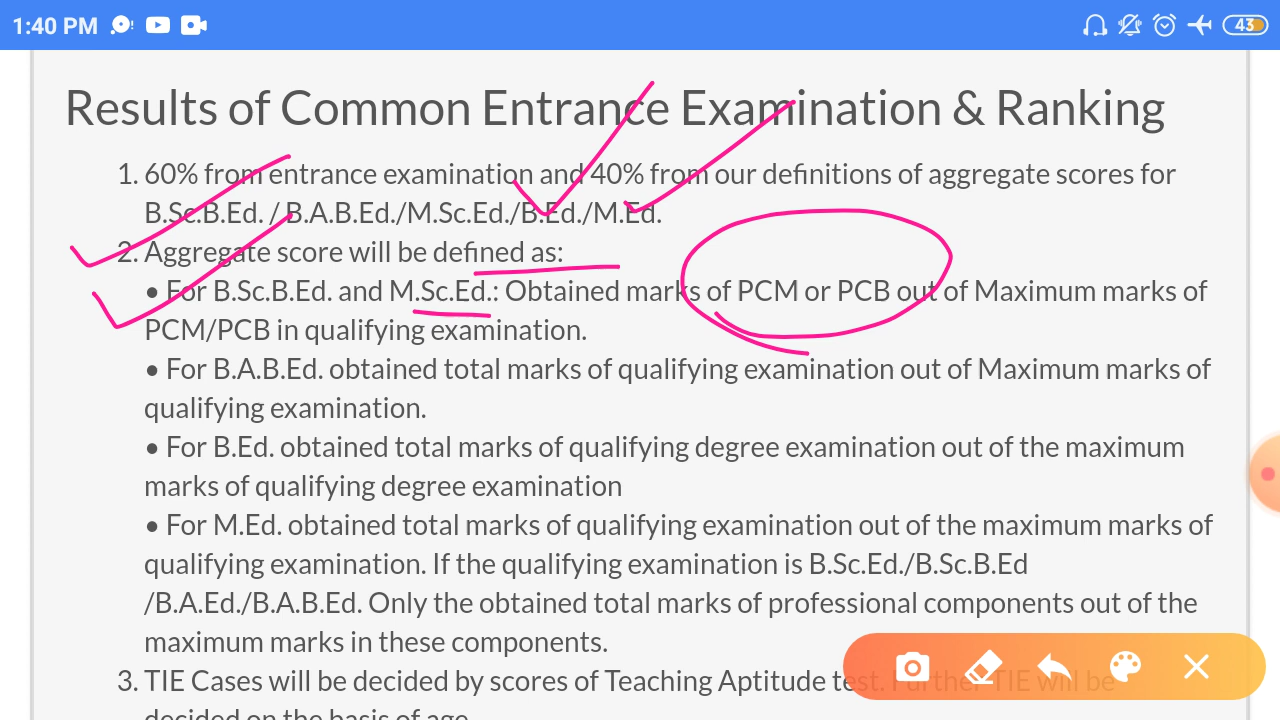 1:40 PM
43
Results of Common Entrance Examination & Ranking
1. 60% from entrance examination and 40% from our definitions of aggregate scores for
B.Sc.B.Ed. / B.A.B.Ed./M.Sc.Ed./B.Ed./M.Ed.
2. Aggregate score will be defined as:
• For B.Sc.B.Ed. and M.Sc.Ed.: Obtained marks of PCM or PCB out of Maximum marks of
PCM/PCB in qualifying examination.
• For B.A.B.Ed. obtained total marks of qualifying examination out of Maximum marks of
qualifying examination.
• For B.Ed. obtained total marks of qualifying degree examination out of the maximum
marks of qualifying degree examination
• For M.Ed. obtained total marks of qualifying examination out of the maximum marks of
qualifying examination. If the qualifying examination is B.Sc.Ed./B.Sc.B.Ed
/B.A.Ed./B.A.B.Ed. Only the obtained total marks of professional components out of the
maximum marks in these components.
3. TIE Cases will be decided by scores of Teaching Aptitude test. Further TIE will be
decided on the basis of age